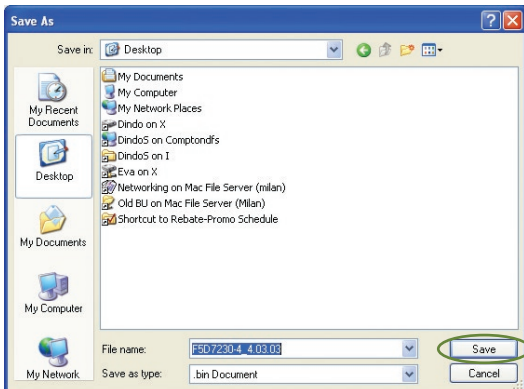 Save As
Save in:
Desktop
My Recent
Documents
Desktop
My Documents
My Computer
My Network
My Documents
My Computer
My Network Places
Dindo on X
DindoS on Comptondfs
DindoS on I
Eva on X
Networking on Mac File Server (milan)
Old BU on Mac File Server (Milan)
Shortcut to Rebate-Promo Schedule
File name:
F5D7230-4_4.03.03
Save
Save as type:
.bin Document
Cancel